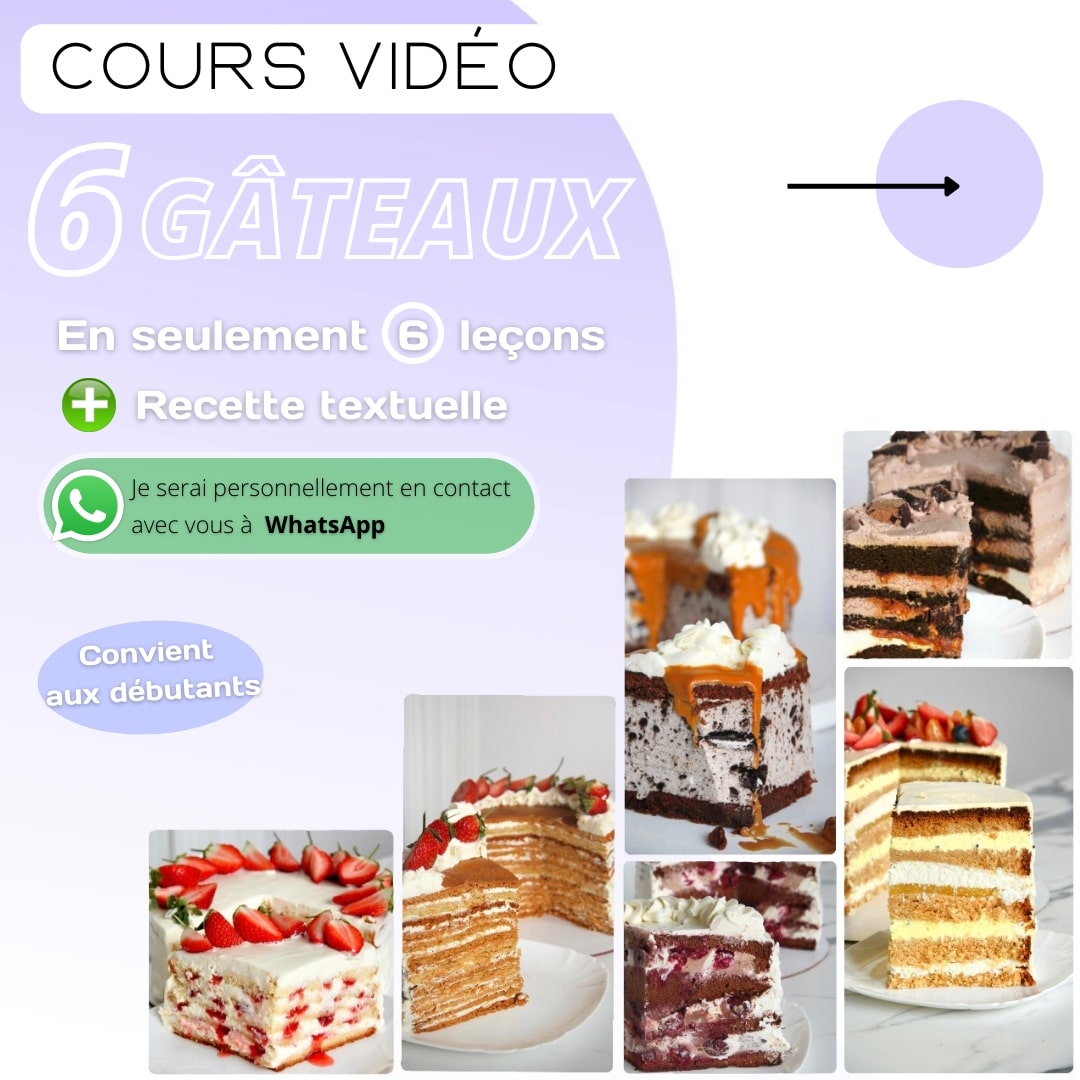 COURS VIDÉO
6 GÂTEAUX
En seulement 6 leçons
Recette textuelle
Je serai personnellement en contact
avec vous à WhatsApp
Convient
aux débutants